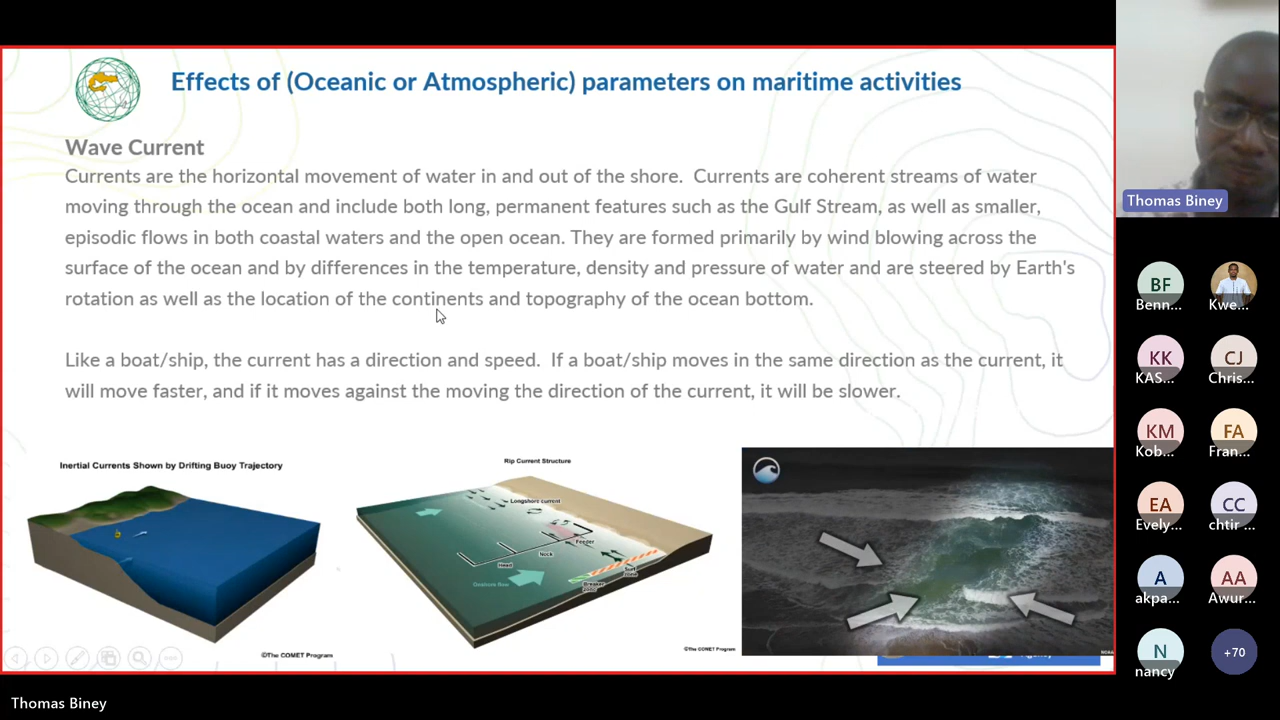 Effects of (Oceanic or Atmospheric) parameters on maritime activities
Wave Current
Currents are the horizontal movement of water in and out of the shore. Currents are coherent streams of water
moving through the ocean and include both long, permanent features such as the Gulf Stream, as well as smaller,
episodic flows in both coastal waters and the open ocean. They are formed primarily by wind blowing across the
surface of the ocean and by differences in the temperature, density and pressure of water and are steered by Earth's
rotation as well as the location of the continents and topography of the ocean bottom.
Like a boat/ship, the current has a direction and speed. If a boat/ship moves in the same direction as the current, it
will move faster, and if it moves against the moving the direction of the current, it will be slower.
Inertial Currents Shown by Drifting Buoy Trajectory
©The COMET Program
Rip Current Structure
Longshore current
Feeder
Neck
Head
Surf zone
Onshore flow
©The COMET Program
Thomas Biney
BF
Benn...
Kwe...
KK
KAS...
CJ
Chris...
KM
Kob...
FA
Fran...
EA
Evely...
CC
chtir ...
A
akpa...
AA
Awur...
N
nancy
+70
Thomas Biney